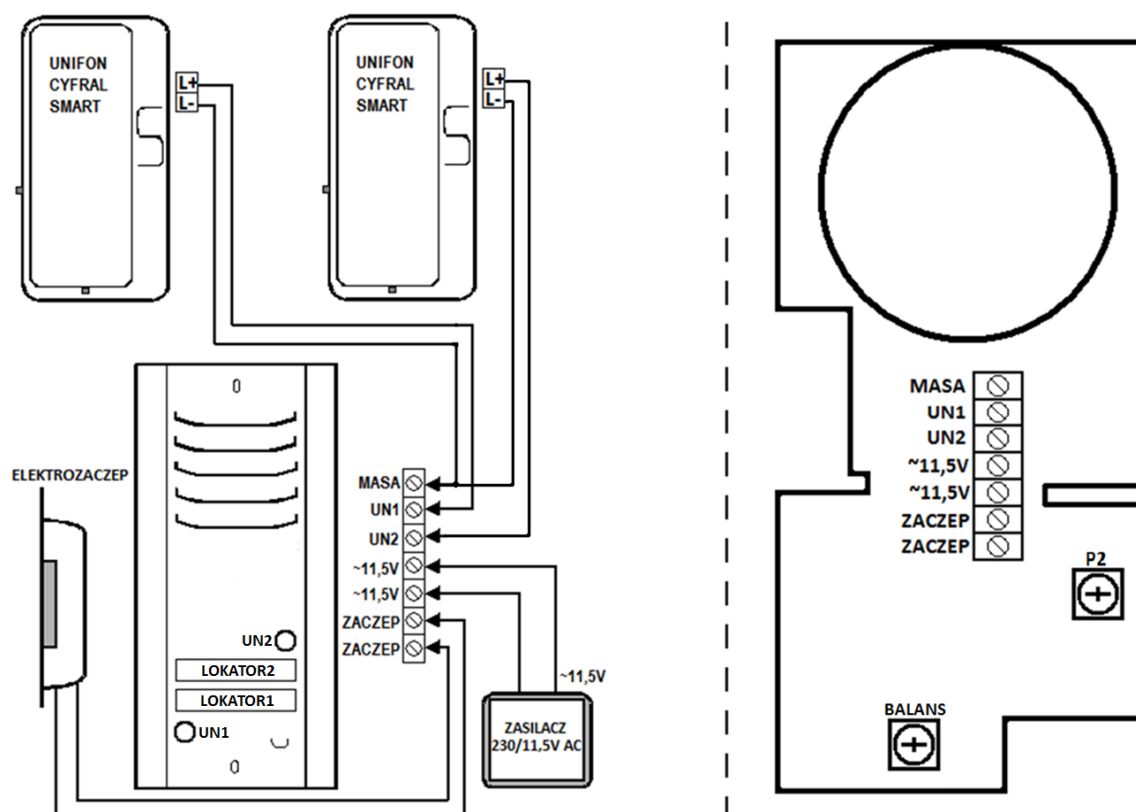 UNIFON
CYFRAL
SMART
L+
L-
UNIFON
CYFRAL
SMART
L+
L-
ELEKTROZACZEP
MASA
UN1
UN2
~11,5V
~11,5V
ZACZEP
ZACZEP
UN2
LOKATOR2
LOKATOR1
UN1
~11,5V
ZASILACZ
230/11,5V AC
MASA
UN1
UN2
~11,5V
~11,5V
ZACZEP
ZACZEP
P2
BALANS